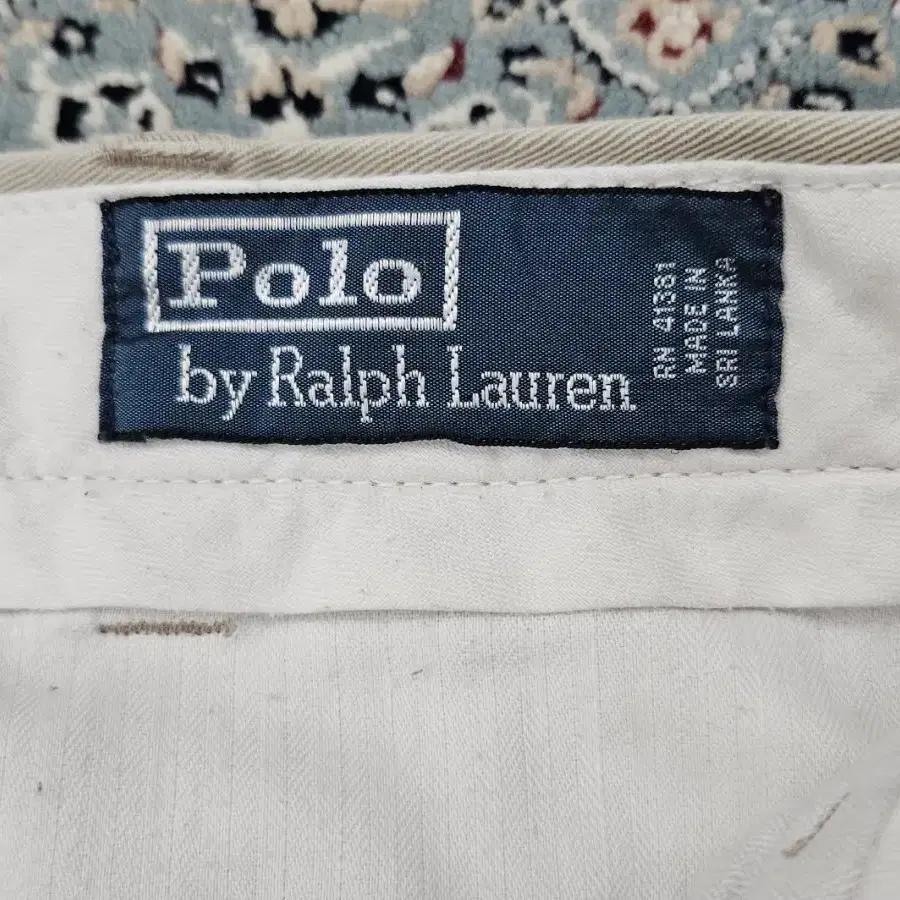 Polo
by Ralph Lauren
RN 41381
MADE IN
SRI LANKA